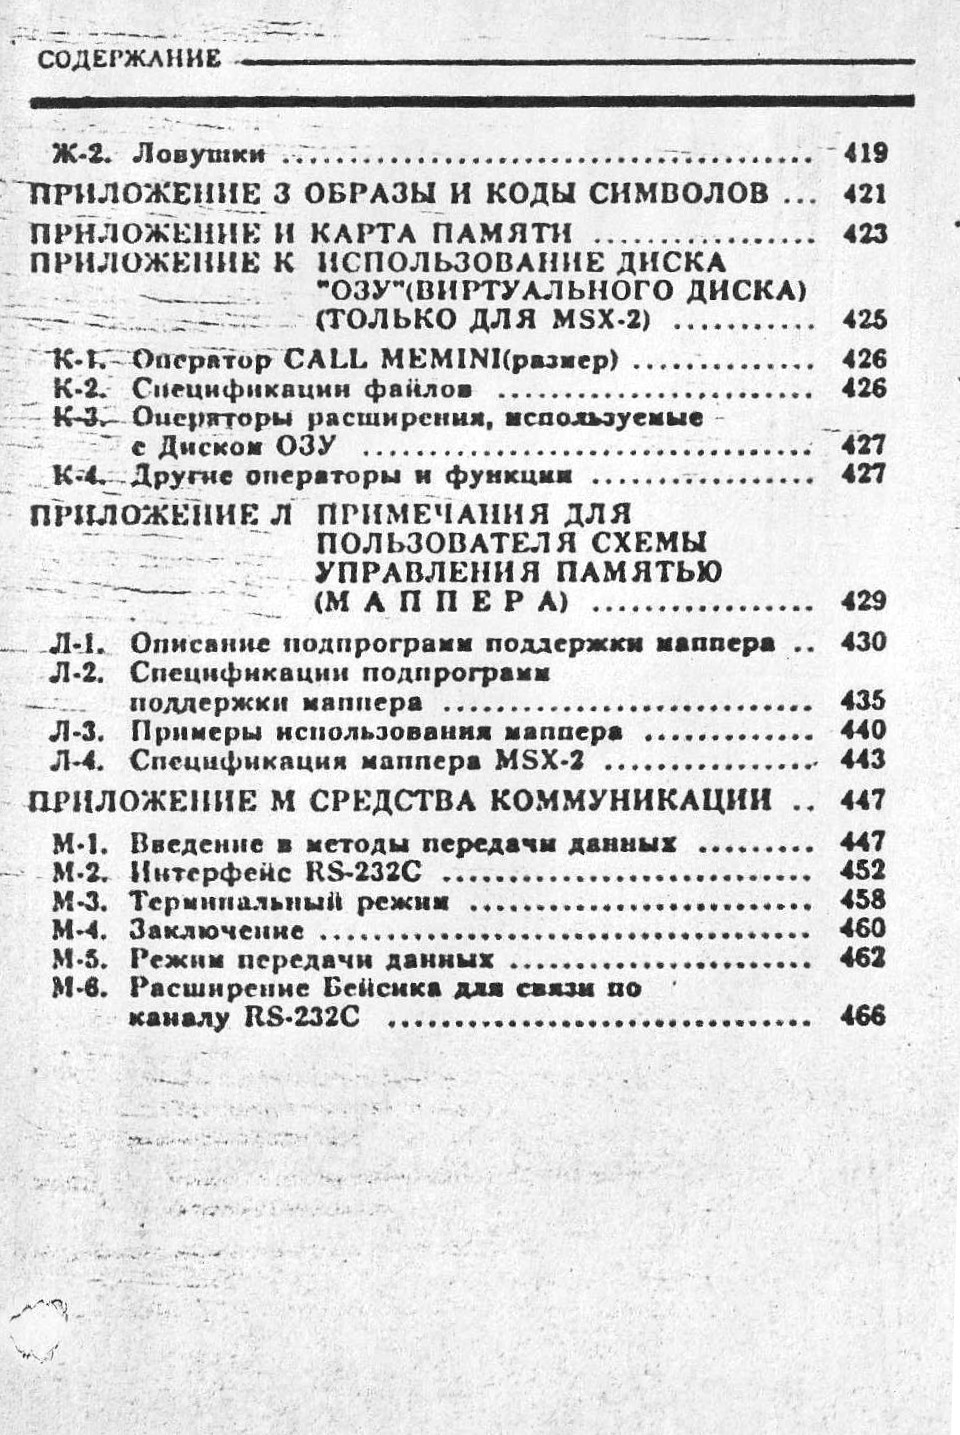 СОДЕРЖАНИЕ
Ж-2. Ловушки ........................................ 419
ПРИЛОЖЕНИЕ З ОБРАЗЫ И КОДЫ СИМВОЛОВ ... 421
ПРИЛОЖЕНИЕ И КАРТА ПАМЯТИ ................. 423
ПРИЛОЖЕНИЕ К ИСПОЛЬЗОВАНИЕ ДИСКА
"ОЗУ"(ВИРТУАЛЬНОГО ДИСКА)
(ТОЛЬКО ДЛЯ MSX-2) ........... 425
К-1. Оператор CALL MEMINI(размер) .............. 426
К-2. Спецификации файлов ........................ 426
К-3. Операторы расширения, используемые
с Диском ОЗУ .................................. 427
К-4. Другие операторы и функции ................. 427
ПРИЛОЖЕНИЕ Л ПРИМЕЧАНИЯ ДЛЯ
ПОЛЬЗОВАТЕЛЯ СХЕМЫ
УПРАВЛЕНИЯ ПАМЯТЬЮ
(М А П П Е Р А) ................. 429
Л-1. Описание подпрограмм поддержки маппера .. 430
Л-2. Спецификации подпрограмм
поддержки маппера ............................ 435
Л-3. Примеры использования маппера ............. 440
Л-4. Спецификация маппера MSX-2 ................ 443
ПРИЛОЖЕНИЕ М СРЕДСТВА КОММУНИКАЦИИ .. 447
М-1. Введение в методы передачи данных ......... 447
М-2. Интерфейс RS-232C ............................ 452
М-3. Терминальный режим .......................... 458
М-4. Заключение ..................................... 460
М-5. Режим передачи данных ....................... 462
М-6. Расширение Бейсика для связи по
каналу RS-232C ................................ 466